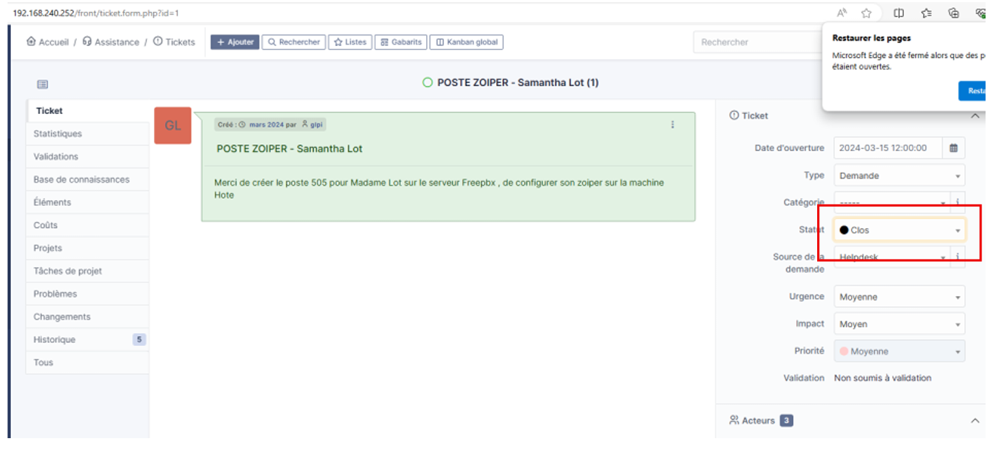 192.168.240.252/front/ticket.form.php?id=1
Accueil / Assistance / Tickets
+ Ajouter
Rechercher
Listes
Gabarits
Kanban global
Rechercher
Restaurer les pages
Microsoft Edge a été fermé alors que des
étaient ouvertes.
POSTE ZOIPER - Samantha Lot (1)
Ticket
Statistiques
Validations
Base de connaissances
Éléments
Coûts
Projets
Tâches de projet
Problèmes
Changements
Historique 5
Tous
GL
Créé : mars 2024 par glpi
POSTE ZOIPER - Samantha Lot
Merci de créer le poste 505 pour Madame Lot sur le serveur Freepbx , de configurer son zoiper sur la machine
Hote
Ticket
Date d'ouverture 2024-03-15 12:00:00
Type Demande
Catégorie ----- i
Statut Clos
Source de la Helpdesk i
demande
Urgence Moyenne
Impact Moyen
Priorité Moyenne
Validation Non soumis à validation
Acteurs 3